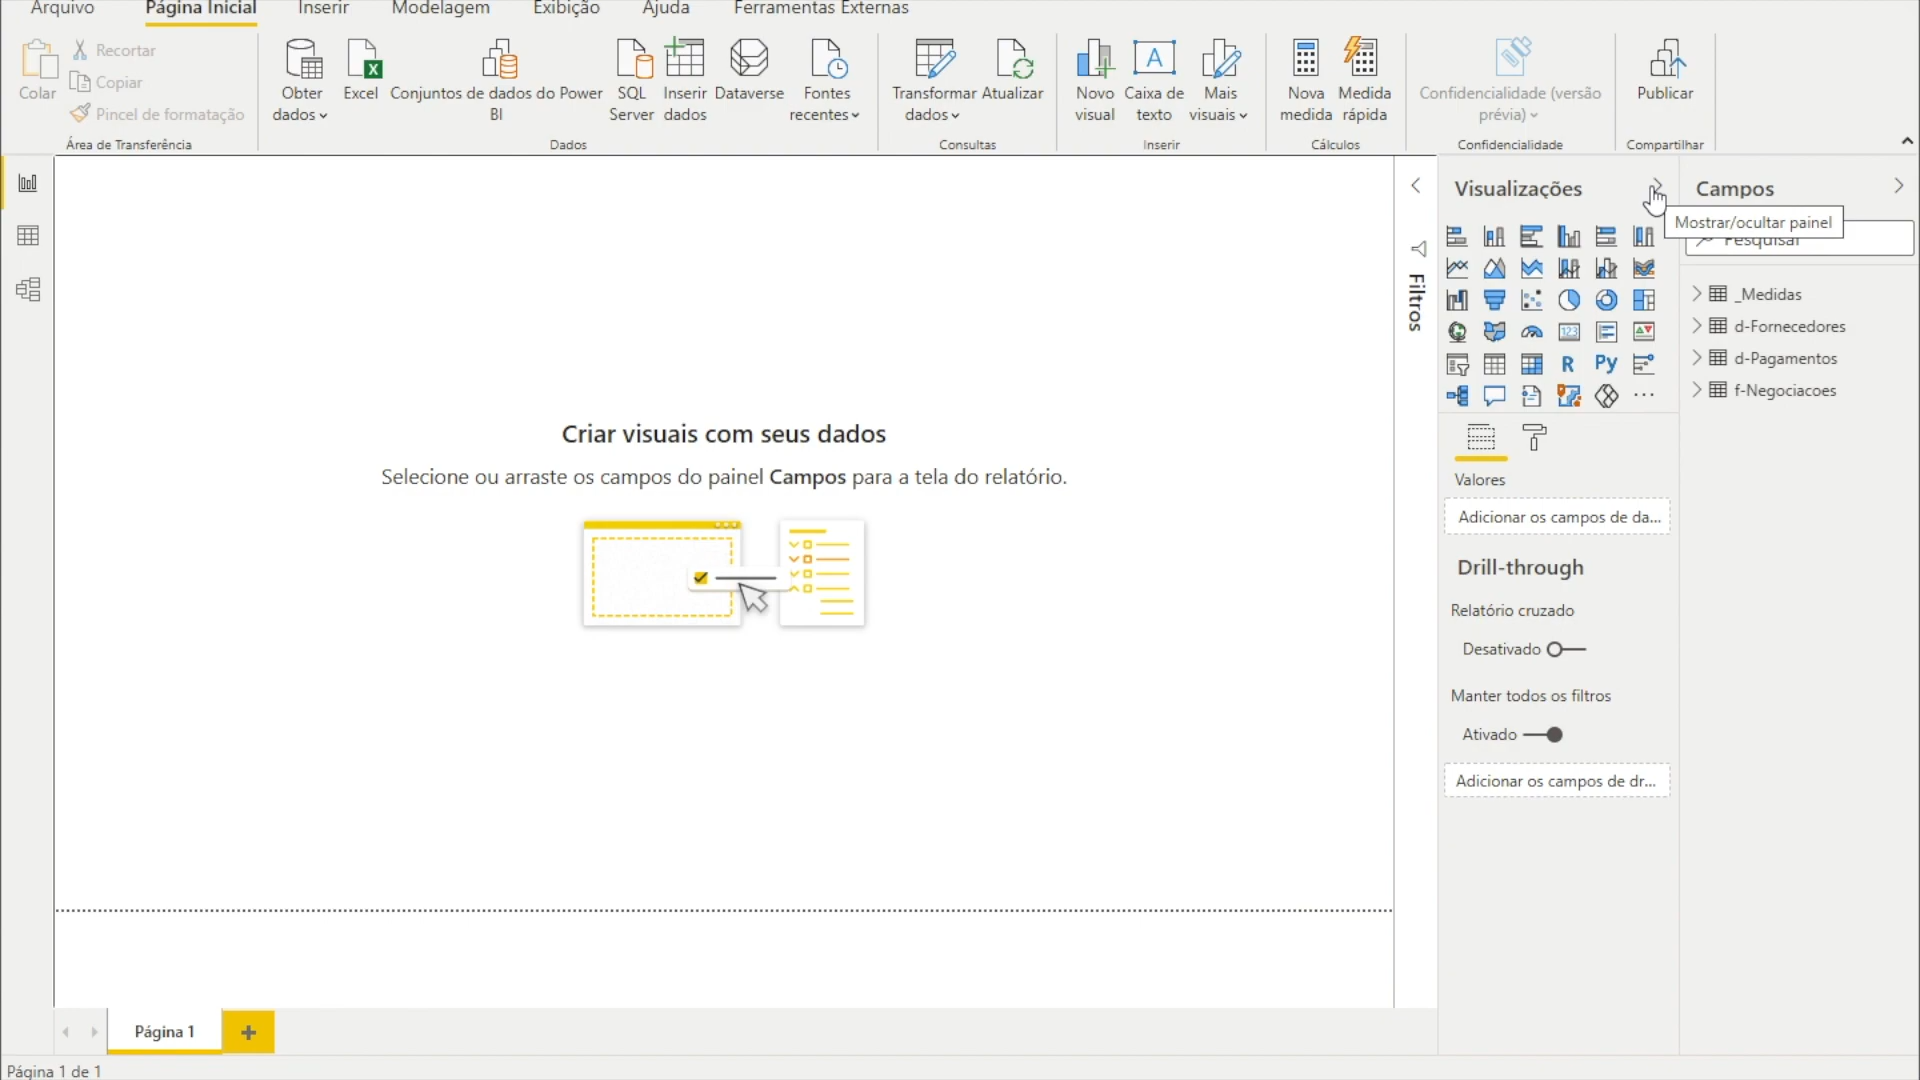 Arquivo Página Inicial Inserir Modelagem Exibição Ajuda Ferramentas Externas
Colar
Recortar
Copiar
Pincel de formatação
Área de Transferência
Obter
dados
Excel
Conjuntos de dados do Power
BI
SQL
Server
Inserir
dados
Dataverse
Fontes
recentes
Dados
Transformar
dados
Atualizar
Consultas
Novo
visual
Caixa de
texto
A
Mais
visuais
Inserir
Nova
medida
Medida
rápida
Cálculos
Confidencialidade (versão
prévia)
Confidencialidade
Publicar
Compartilhar
Criar visuais com seus dados
Selecione ou arraste os campos do painel Campos para a tela do relatório.
Filtros
Visualizações
Mostrar/ocultar painel
123
R
Py
Valores
Adicionar os campos de da...
Drill-through
Relatório cruzado
Desativado
Manter todos os filtros
Ativado
Adicionar os campos de dr...
Campos
Pesquisar
_Medidas
d-Fornecedores
d-Pagamentos
f-Negociacoes
Página 1
Página 1 de 1